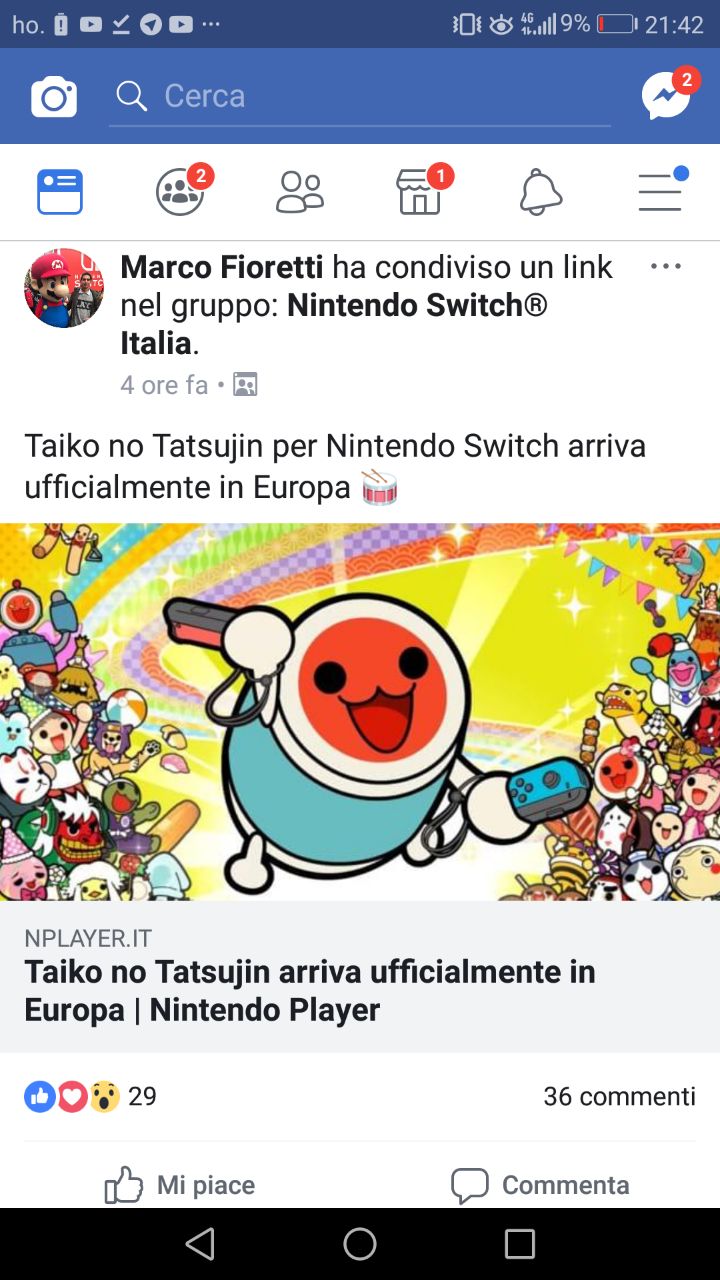 ho. 4G 9% 21:42
Cerca
2
2
1
Marco Fioretti ha condiviso un link
nel gruppo: Nintendo Switch®
Italia.
4 ore fa •
Taiko no Tatsujin per Nintendo Switch arriva
ufficialmente in Europa
NPLAYER.IT
Taiko no Tatsujin arriva ufficialmente in
Europa | Nintendo Player
29
36 commenti
Mi piace
Commenta